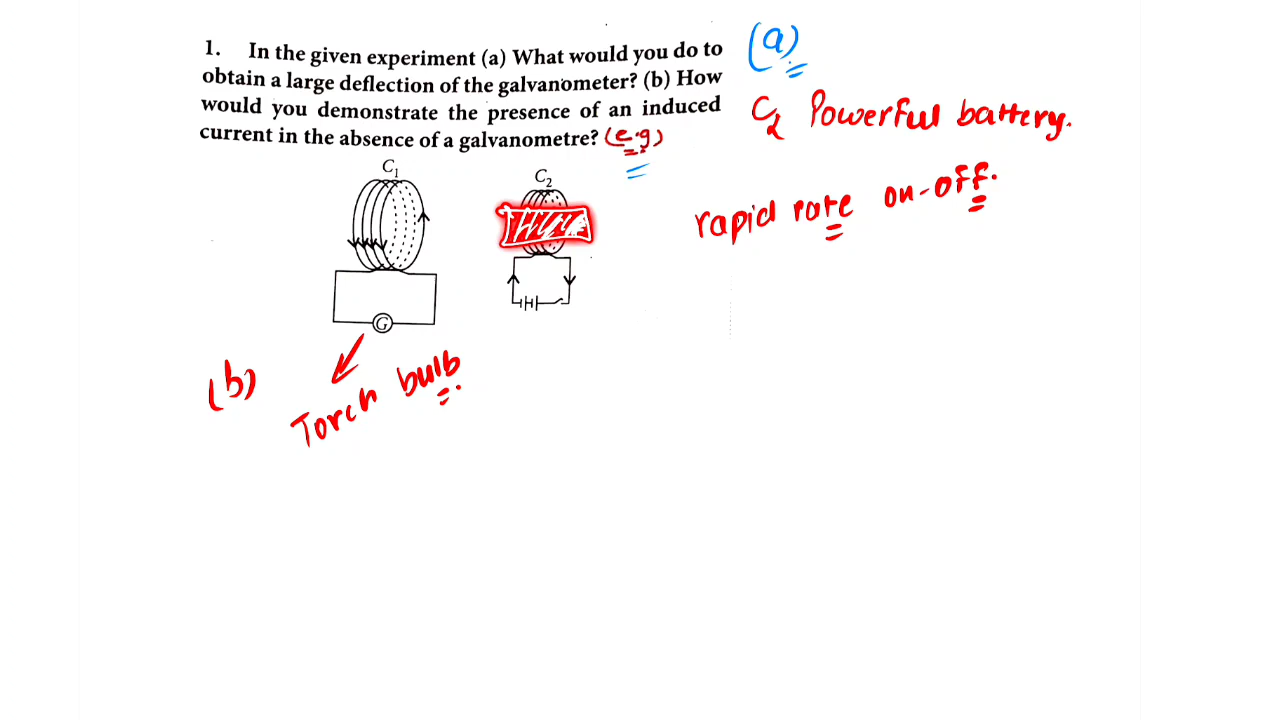 1. In the given experiment (a) What would you do to
obtain a large deflection of the galvanometer? (b) How
would you demonstrate the presence of an induced
current in the absence of a galvanometre? (e.g)
(a)
C2 Powerful battery.
rapid rate on-off.
C1
C2
G
(b)
Torch bulb